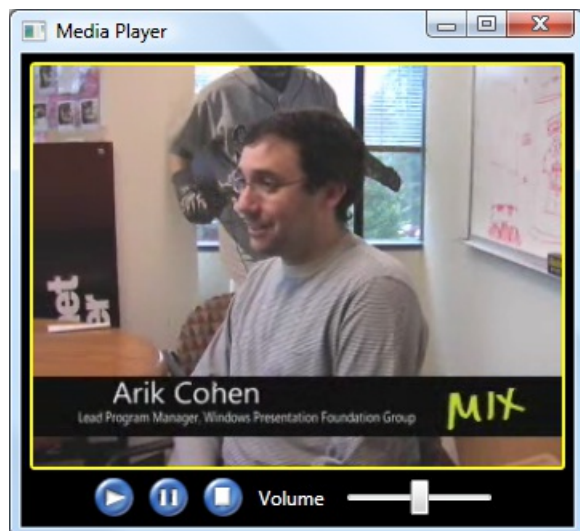 Media Player
Arik Cohen
Lead Program Manager, Windows Presentation Foundation Group
MIX
Volume